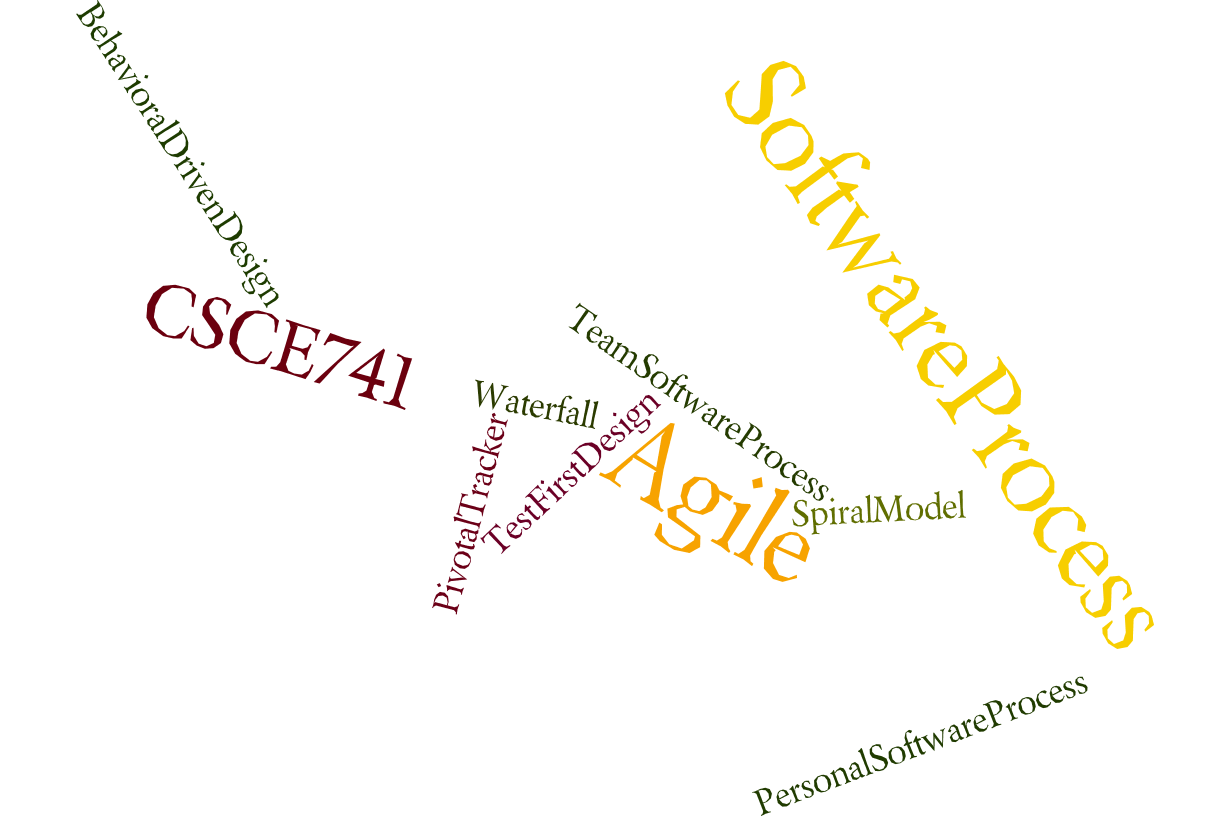 BehavioralDrivenDesign
SoftwareProcess
CSCE741
TeamSoftwareProcess
Waterfall
TestFirstDesign
PivotalTracker
Agile
SpiralModel
PersonalSoftwareProcess